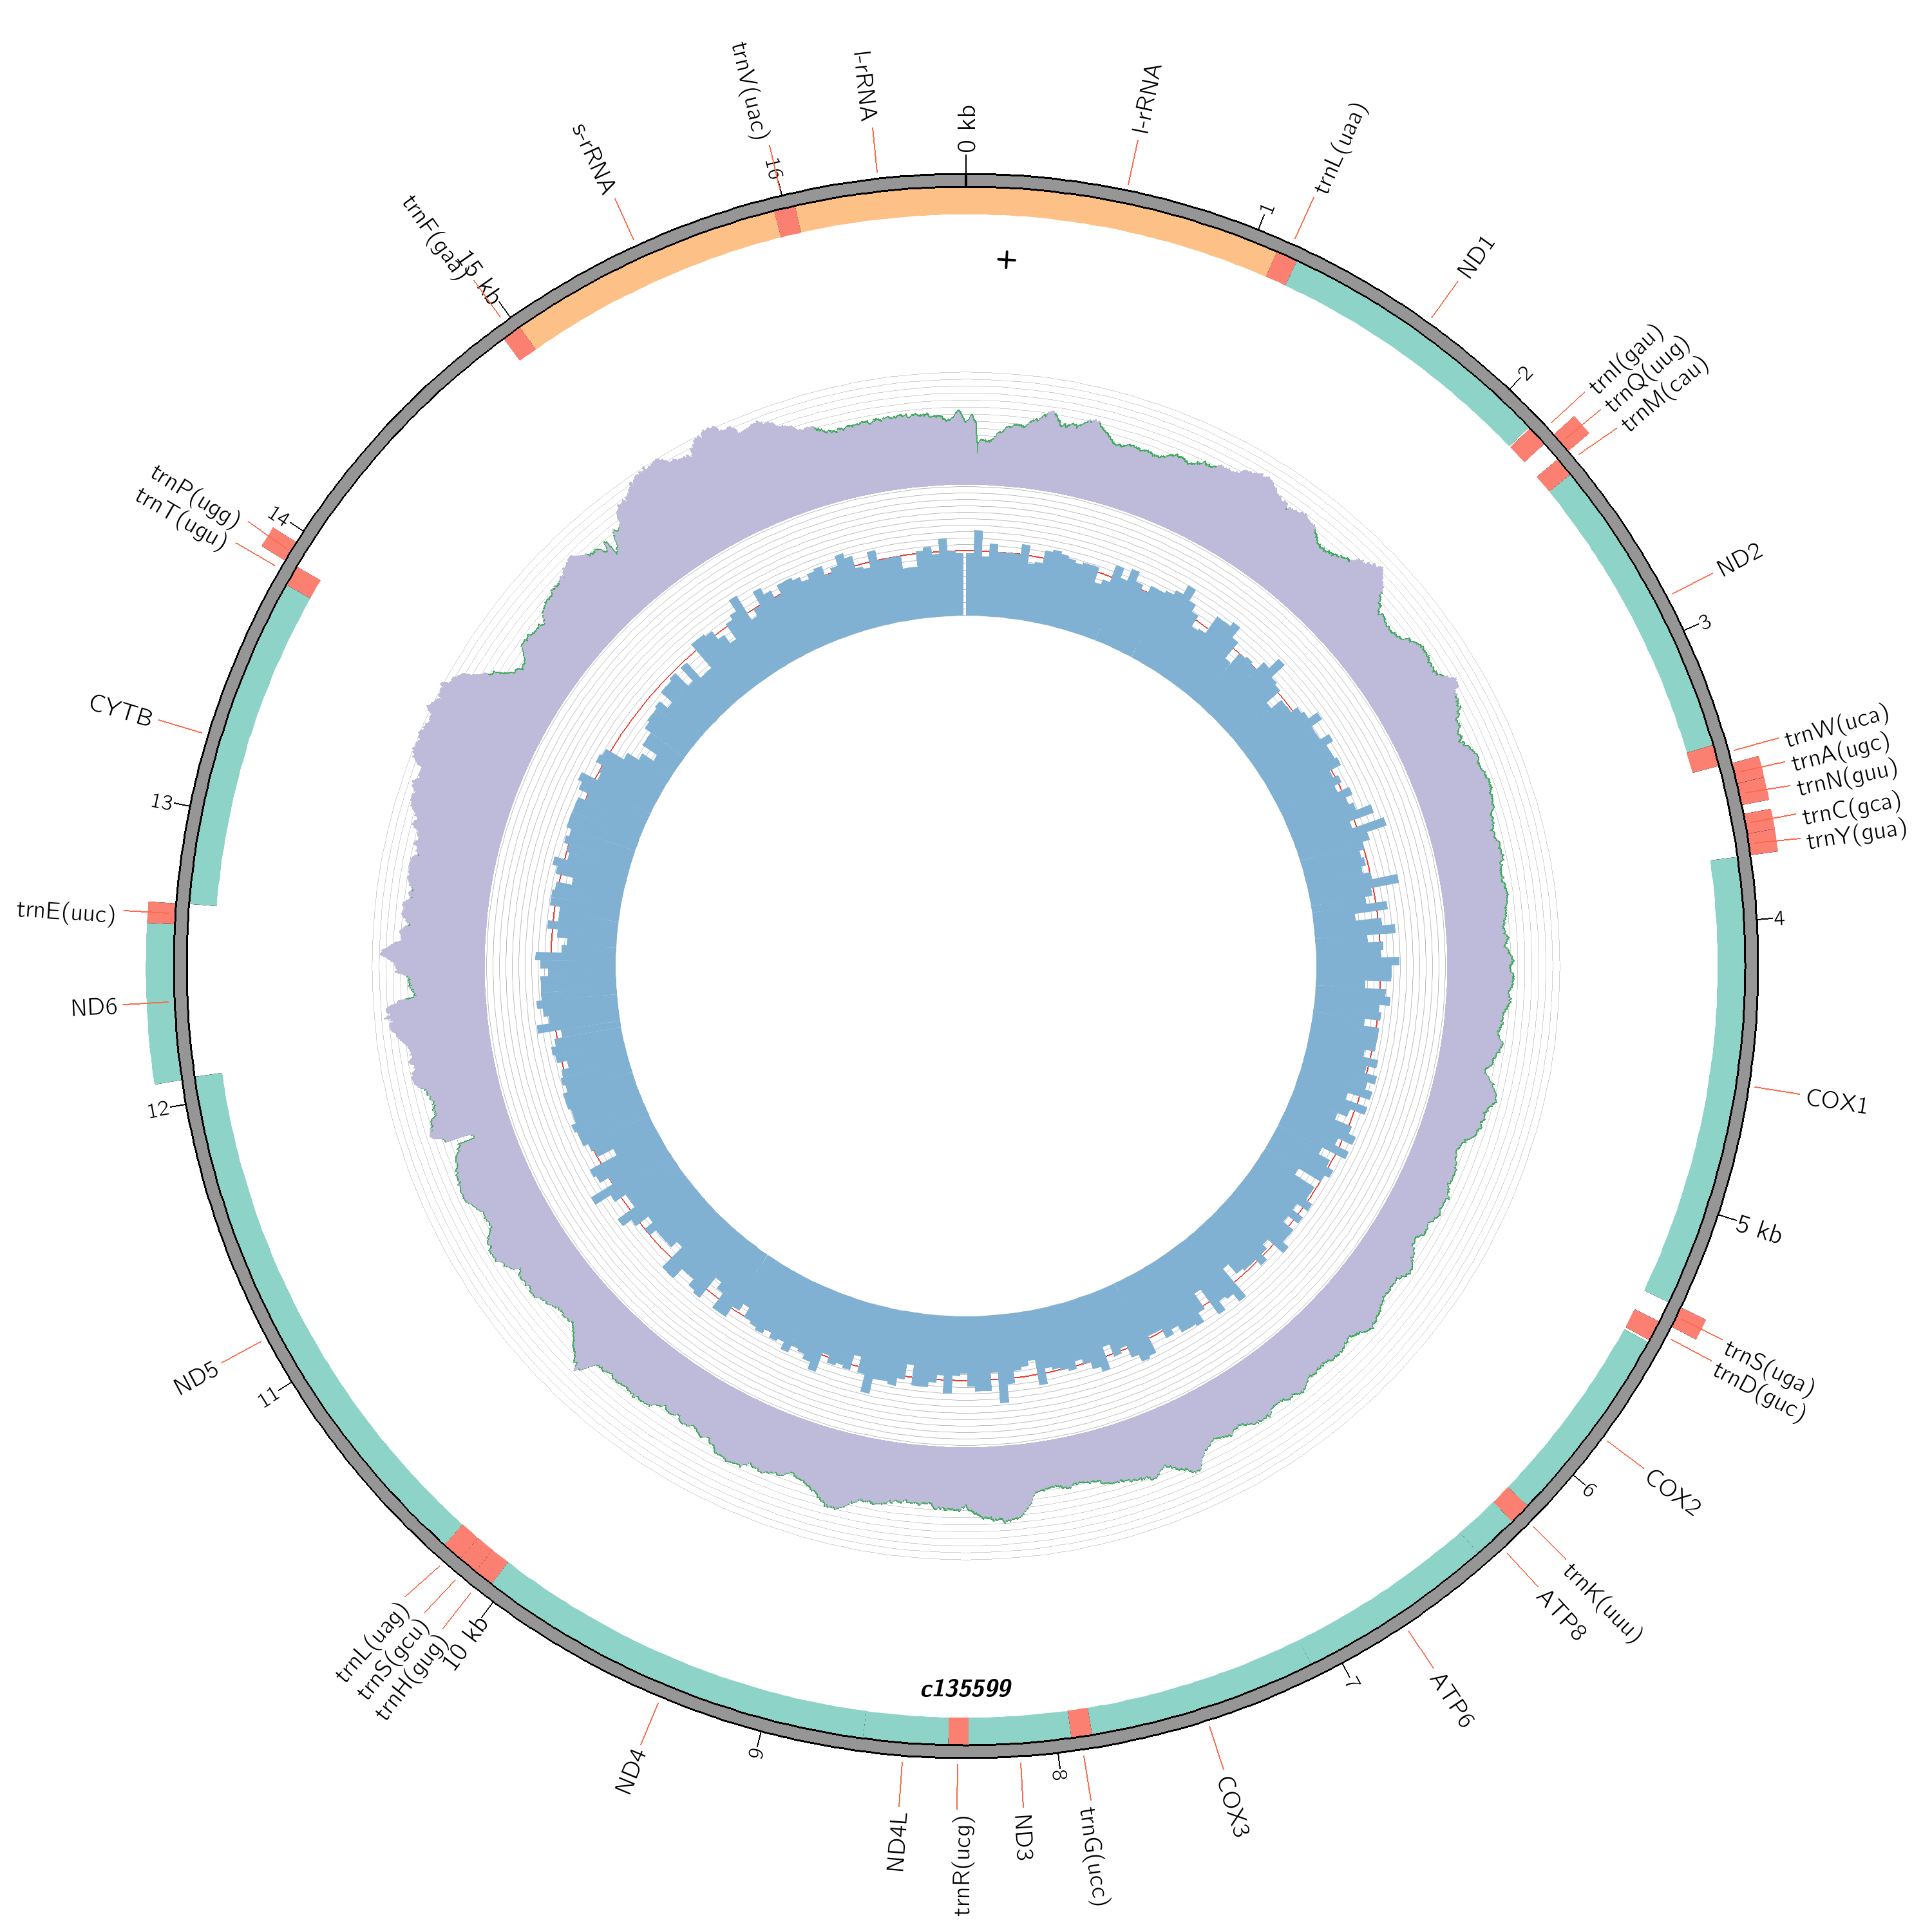 0 kb
l-rRNA
1
trnL(uaa)
ND1
2
trnI(gau)
trnQ(uug)
trnM(cau)
ND2
3
trnW(uca)
trnA(ugc)
trnN(guu)
trnC(gca)
trnY(gua)
4
COX1
5 kb
trnS(uga)
trnD(guc)
COX2
6
trnK(uuu)
ATP8
ATP6
7
COX3
trnG(ucc)
8
ND3
trnR(ucg)
ND4L
9
ND4
10 kb
trnH(gug)
trnS(gcu)
trnL(uag)
11
ND5
12
ND6
trnE(uuc)
13
CYTB
trnT(ugu)
trnP(ugg)
14
trnF(gaa)
15 kb
s-rRNA
trnV(uac)
16
l-rRNA
+
c135599